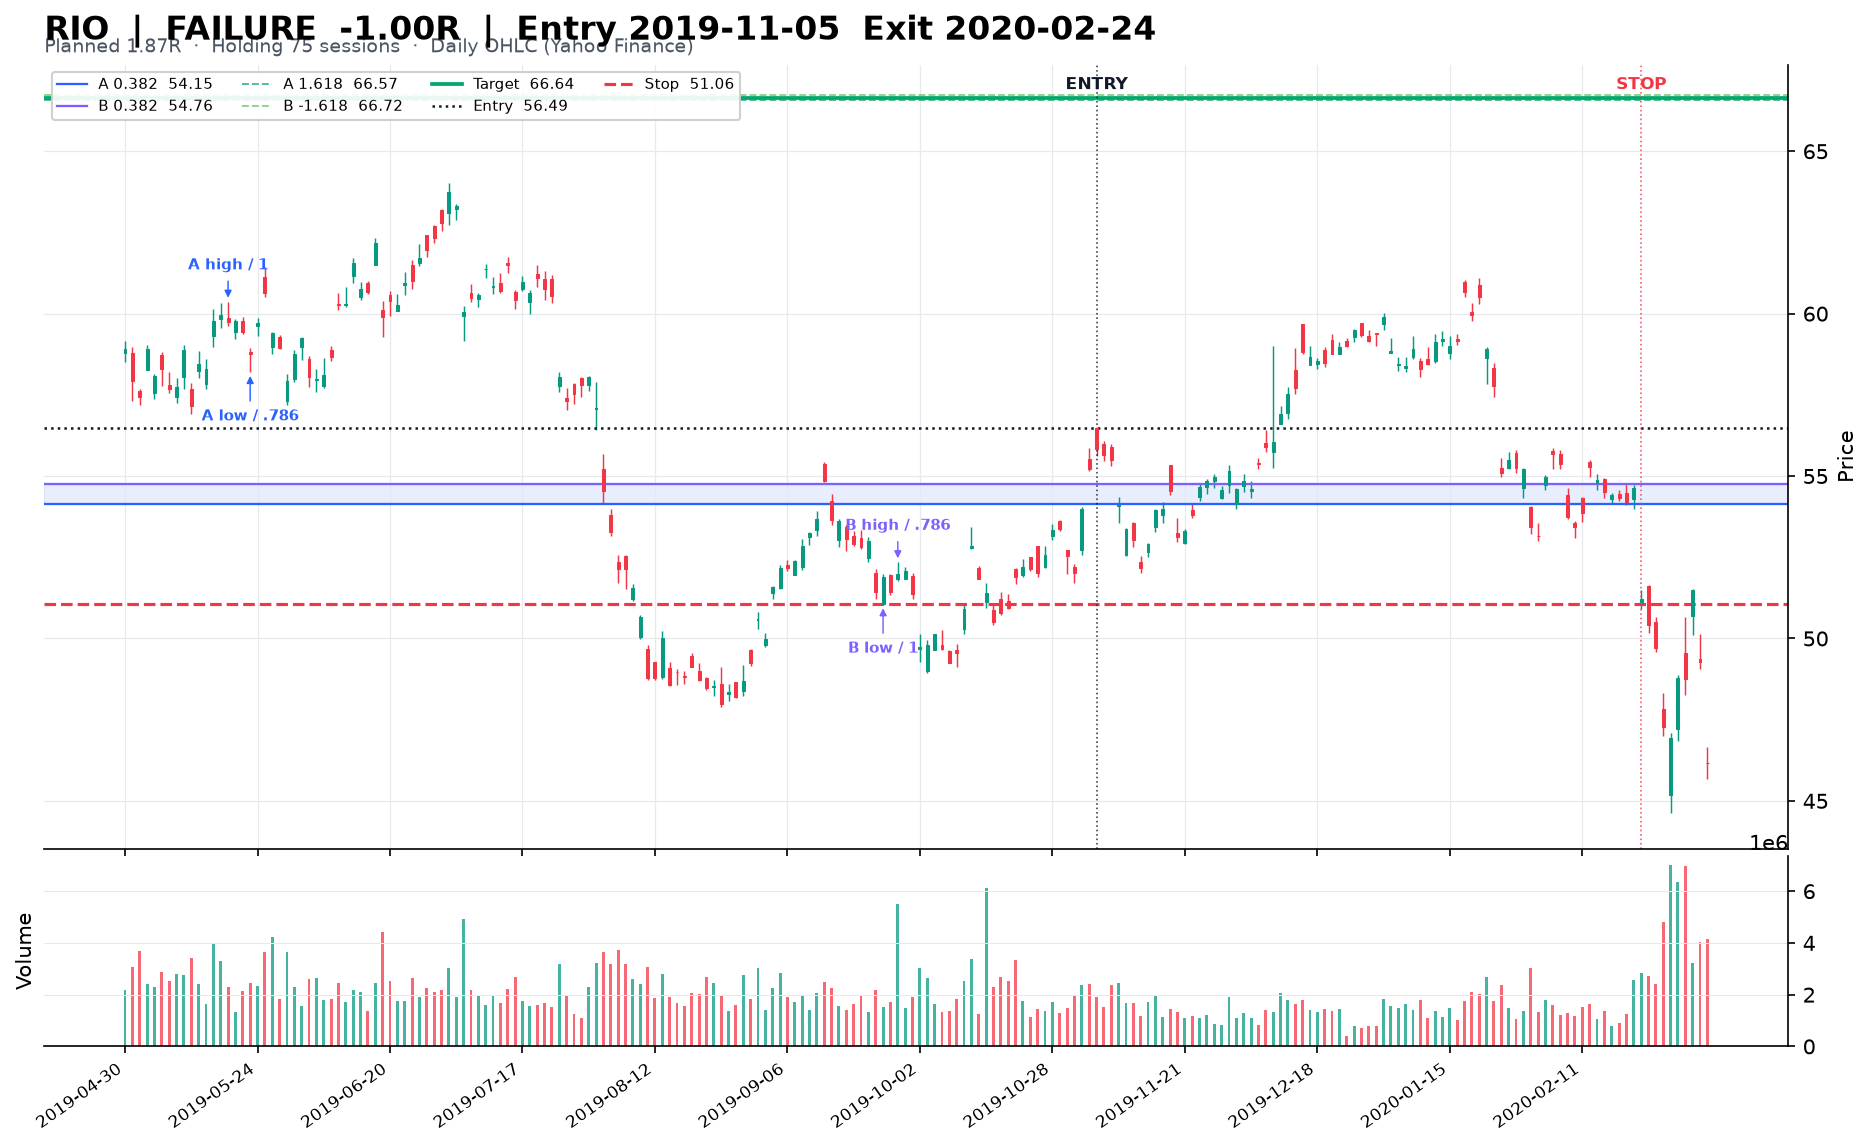 RIO | FAILURE -1.00R | Entry 2019-11-05 Exit 2020-02-24
Planned 1.87R · Holding 75 sessions · Daily OHLC (Yahoo Finance)
A 0.382 54.15 A 1.618 66.57 Target 66.64 Stop 51.06
B 0.382 54.76 B -1.618 66.72 Entry 56.49
ENTRY
STOP
65
60
55
50
45
Price
A high / 1
A low / .786
B high / .786
B low / 1
1e6
6
4
2
0
Volume
2019-04-30
2019-05-24
2019-06-20
2019-07-17
2019-08-12
2019-09-06
2019-10-02
2019-10-28
2019-11-21
2019-12-18
2020-01-15
2020-02-11